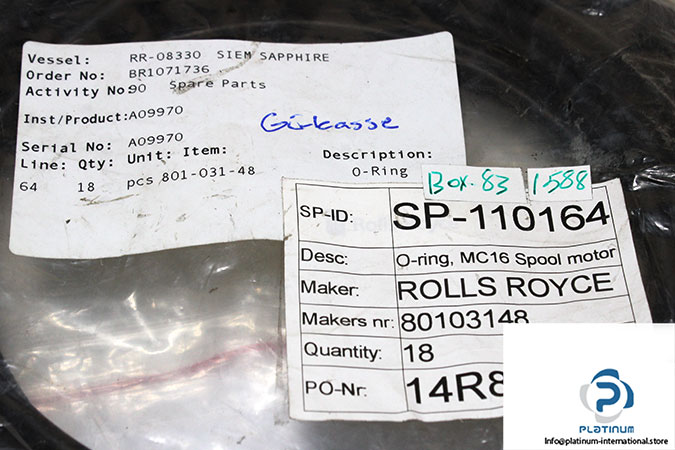 Vessel: RR-08330 SIEM SAPPHIRE
Order No: BR1071736
Activity No: 90 Spare Parts
Inst/Product: A09970
Girkasse
Serial No: A09970
Line: Qty: Unit: Item: Description:
64 18 pcs 801-031-48 O-Ring
Box. 83 1588
SP-ID: SP-110164
Desc: O-ring, MC16 Spool motor
Maker: ROLLS ROYCE
Makers nr: 80103148
Quantity: 18
PO-Nr: 14R8
PLATINUM
Info@platinum-international.store